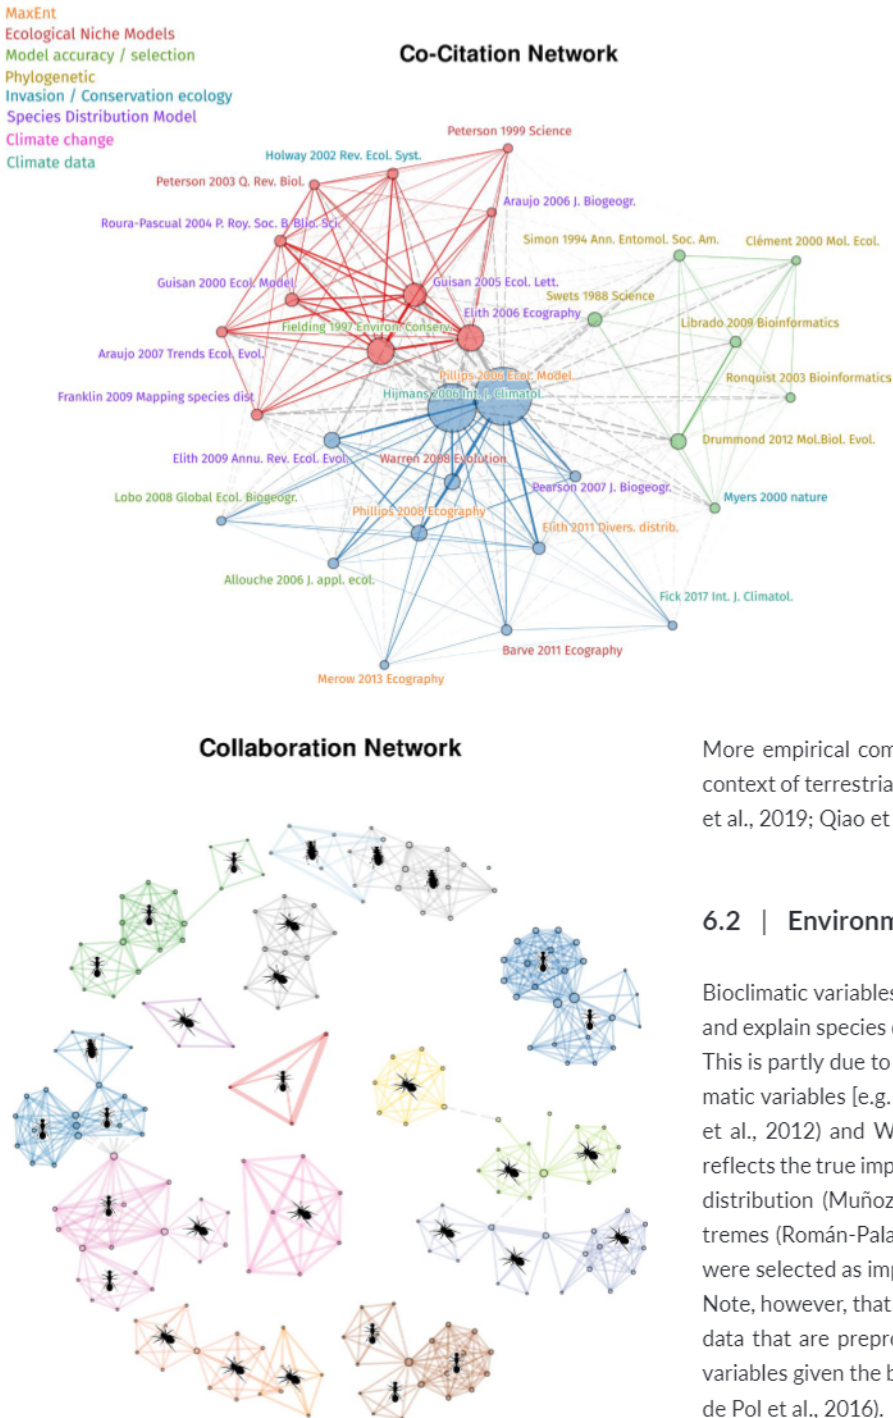 MaxEnt
Ecological Niche Models
Model accuracy / selection
Phylogenetic
Invasion / Conservation ecology
Species Distribution Model
Climate change
Climate data
Co-Citation Network
Peterson 1999 Science
Holway 2002 Rev. Ecol. Syst.
Peterson 2003 Q. Rev. Biol.
Araujo 2006 J. Biogeogr.
Roura-Pascual 2004 P. Roy. Soc. B Blio. Sci.
Simon 1994 Ann. Entomol. Soc. Am.
Clément 2000 Mol. Ecol.
Guisan 2000 Ecol. Model.
Guisan 2005 Ecol. Lett.
Swets 1988 Science
Elith 2006 Ecography
Fielding 1997 Environ. Conserv.
Librado 2009 Bioinformatics
Araujo 2007 Trends Ecol. Evol.
Pillips 2006 Ecol. Model.
Ronquist 2003 Bioinformatics
Franklin 2009 Mapping species dist
Hijmans 2006 Int. J. Climatol.
Drummond 2012 Mol.Biol. Evol.
Elith 2009 Annu. Rev. Ecol. Evol.
Warren 2008 Evolution
Pearson 2007 J. Biogeogr.
Lobo 2008 Global Ecol. Biogeogr.
Myers 2000 nature
Phillips 2008 Ecography
Elith 2011 Divers. distrib.
Allouche 2006 J. appl. ecol.
Fick 2017 Int. J. Climatol.
Barve 2011 Ecography
Merow 2013 Ecography
Collaboration Network
More empirical com
context of terrestria
et al., 2019; Qiao et
6.2 | Environm
Bioclimatic variables
and explain species
This is partly due to
matic variables [e.g.
et al., 2012) and W
reflects the true imp
distribution (Muñoz
tremes (Román-Pala
were selected as imp
Note, however, that
data that are prepro
variables given the b
de Pol et al., 2016).